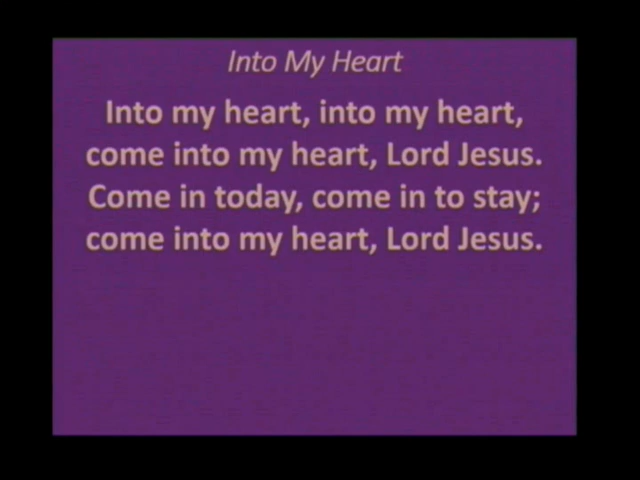 Into My Heart
Into my heart, into my heart,
come into my heart, Lord Jesus.
Come in today, come in to stay;
come into my heart, Lord Jesus.